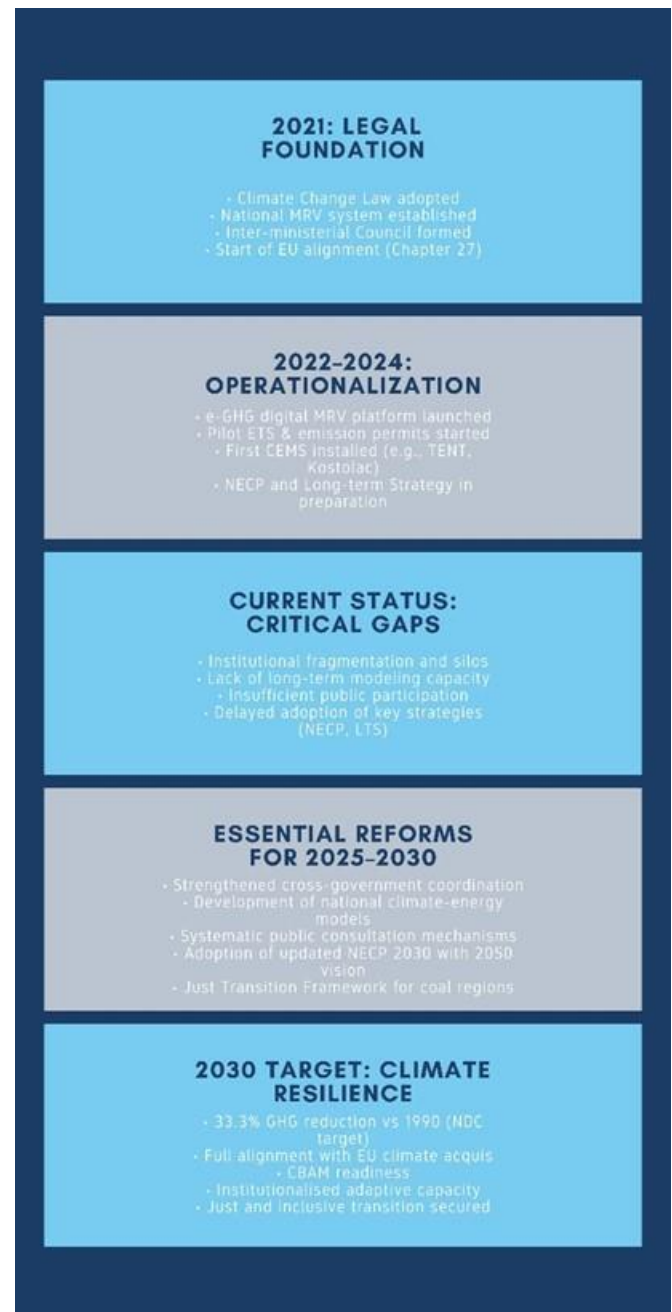 2021: LEGAL
FOUNDATION
• Climate Change Law adopted
• National MRV system established
• Inter-ministerial Council formed
• Start of EU alignment (Chapter 27)
2022–2024:
OPERATIONALIZATION
• e-GHG digital MRV platform launched
• Pilot ETS & emission permits started
• First CEMS installed (e.g., TENT,
Kostolac)
• NECP and Long-term Strategy in
preparation
CURRENT STATUS:
CRITICAL GAPS
• Institutional fragmentation and silos
• Lack of long-term modeling capacity
• Insufficient public participation
• Delayed adoption of key strategies
(NECP, LTS)
ESSENTIAL REFORMS
FOR 2025–2030
• Strengthened cross-government coordination
• Development of national climate-energy
models
• Systematic public consultation mechanisms
• Adoption of updated NECP 2030 with 2050
vision
• Just Transition Framework for coal regions
2030 TARGET: CLIMATE
RESILIENCE
• 33.3% GHG reduction vs 1990 (NDC
target)
• Full alignment with EU climate acquis
• CBAM readiness
• Institutionalised adaptive capacity
• Just and inclusive transition secured